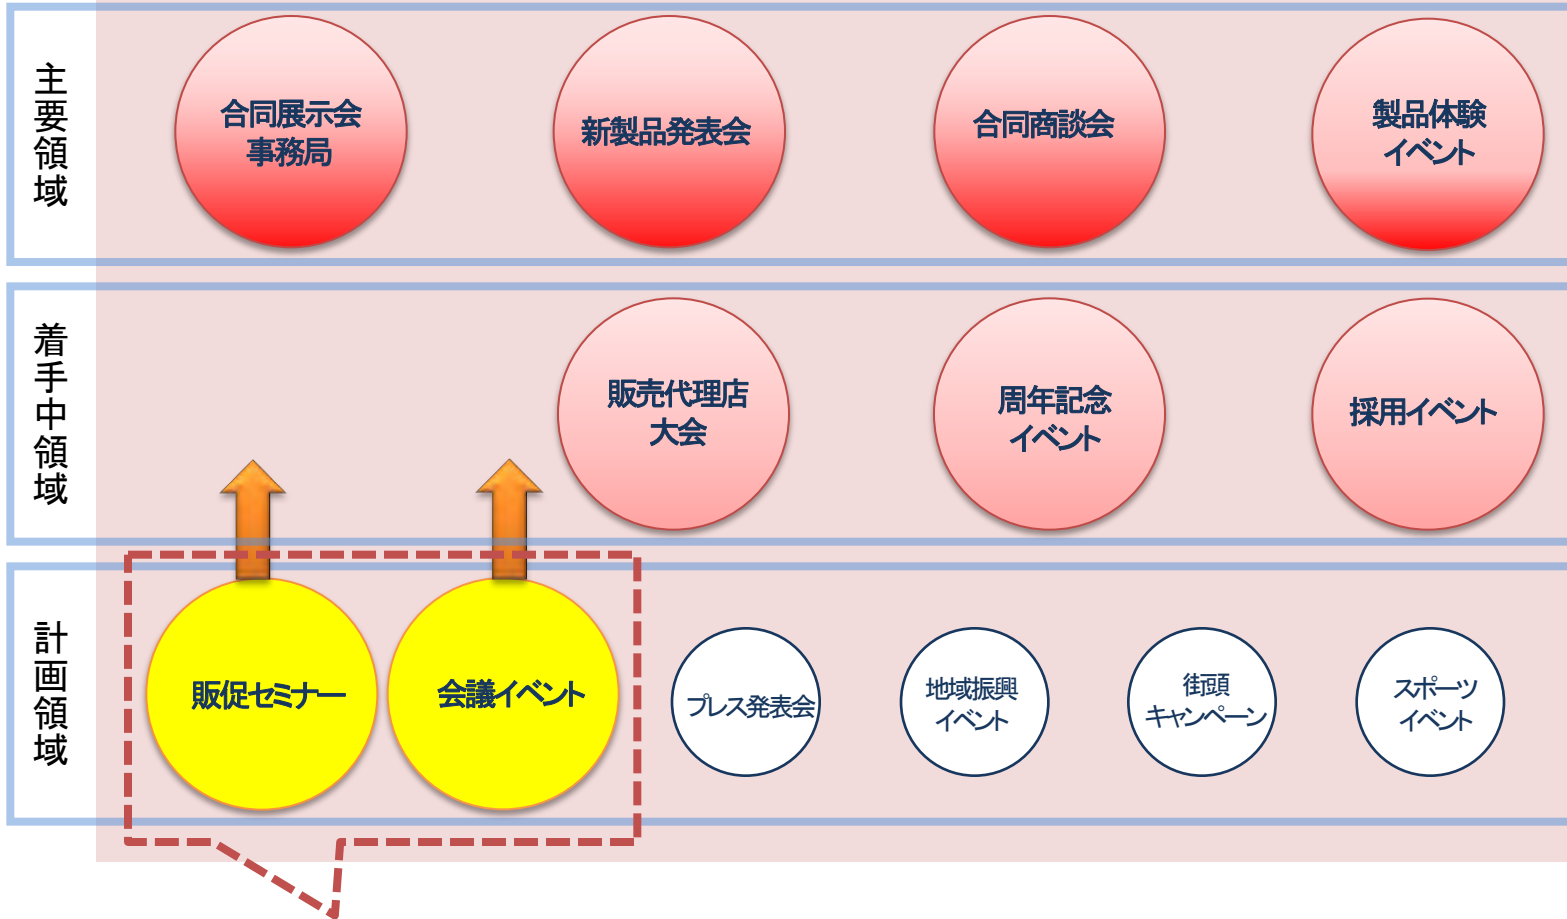 主要領域
合同展示会
事務局
新製品発表会
合同商談会
製品体験
イベント
着手中領域
販売代理店
大会
周年記念
イベント
採用イベント
計画領域
販促セミナー
会議イベント
プレス発表会
地域振興
イベント
街頭
キャンペーン
スポーツ
イベント